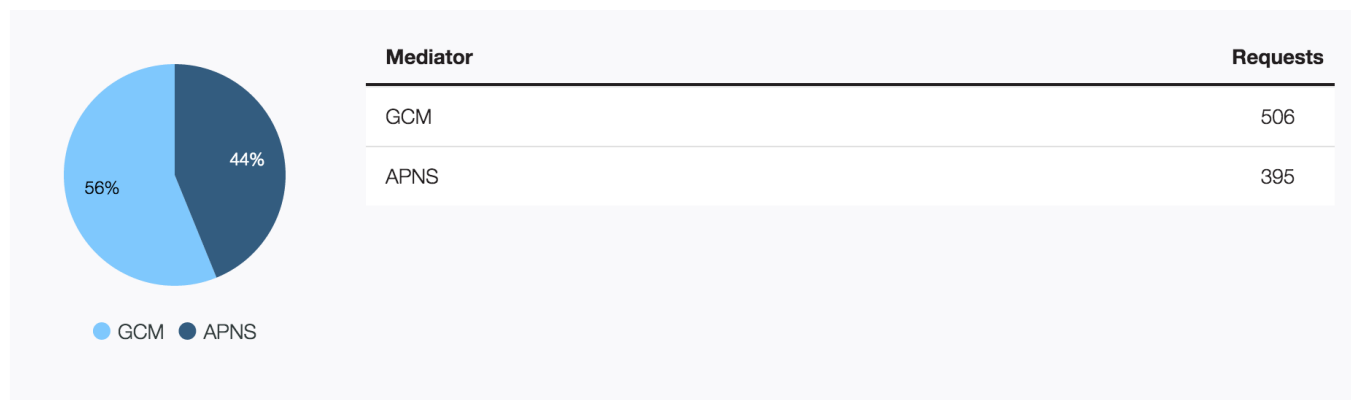 Mediator Requests
GCM 506
APNS 395
44%
56%
GCM APNS